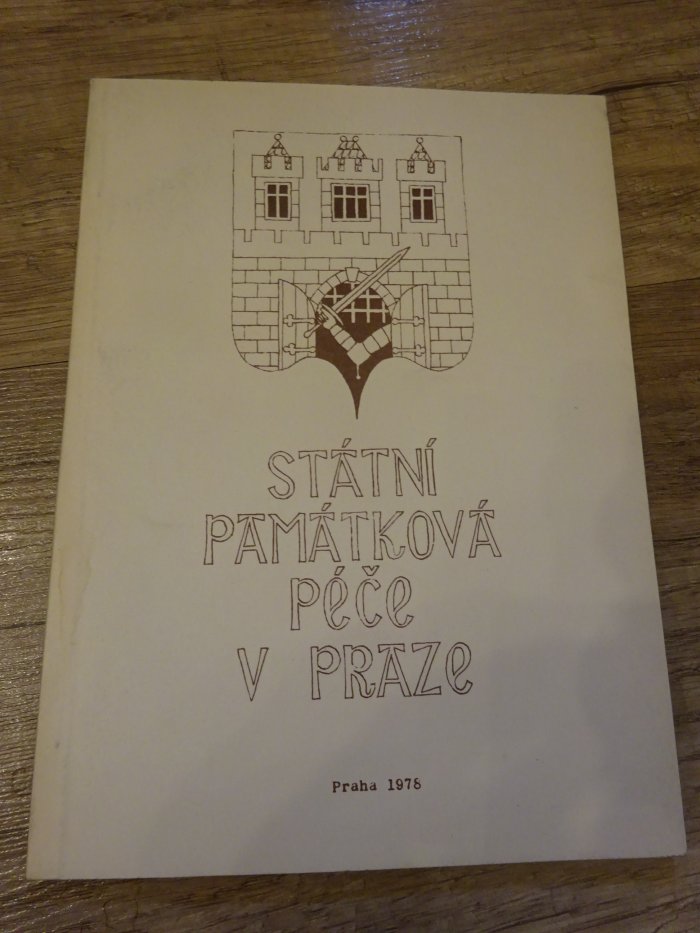 STÁTNÍ
PAMÁTKOVÁ
PÉČE
V PRAZE
Praha 1978